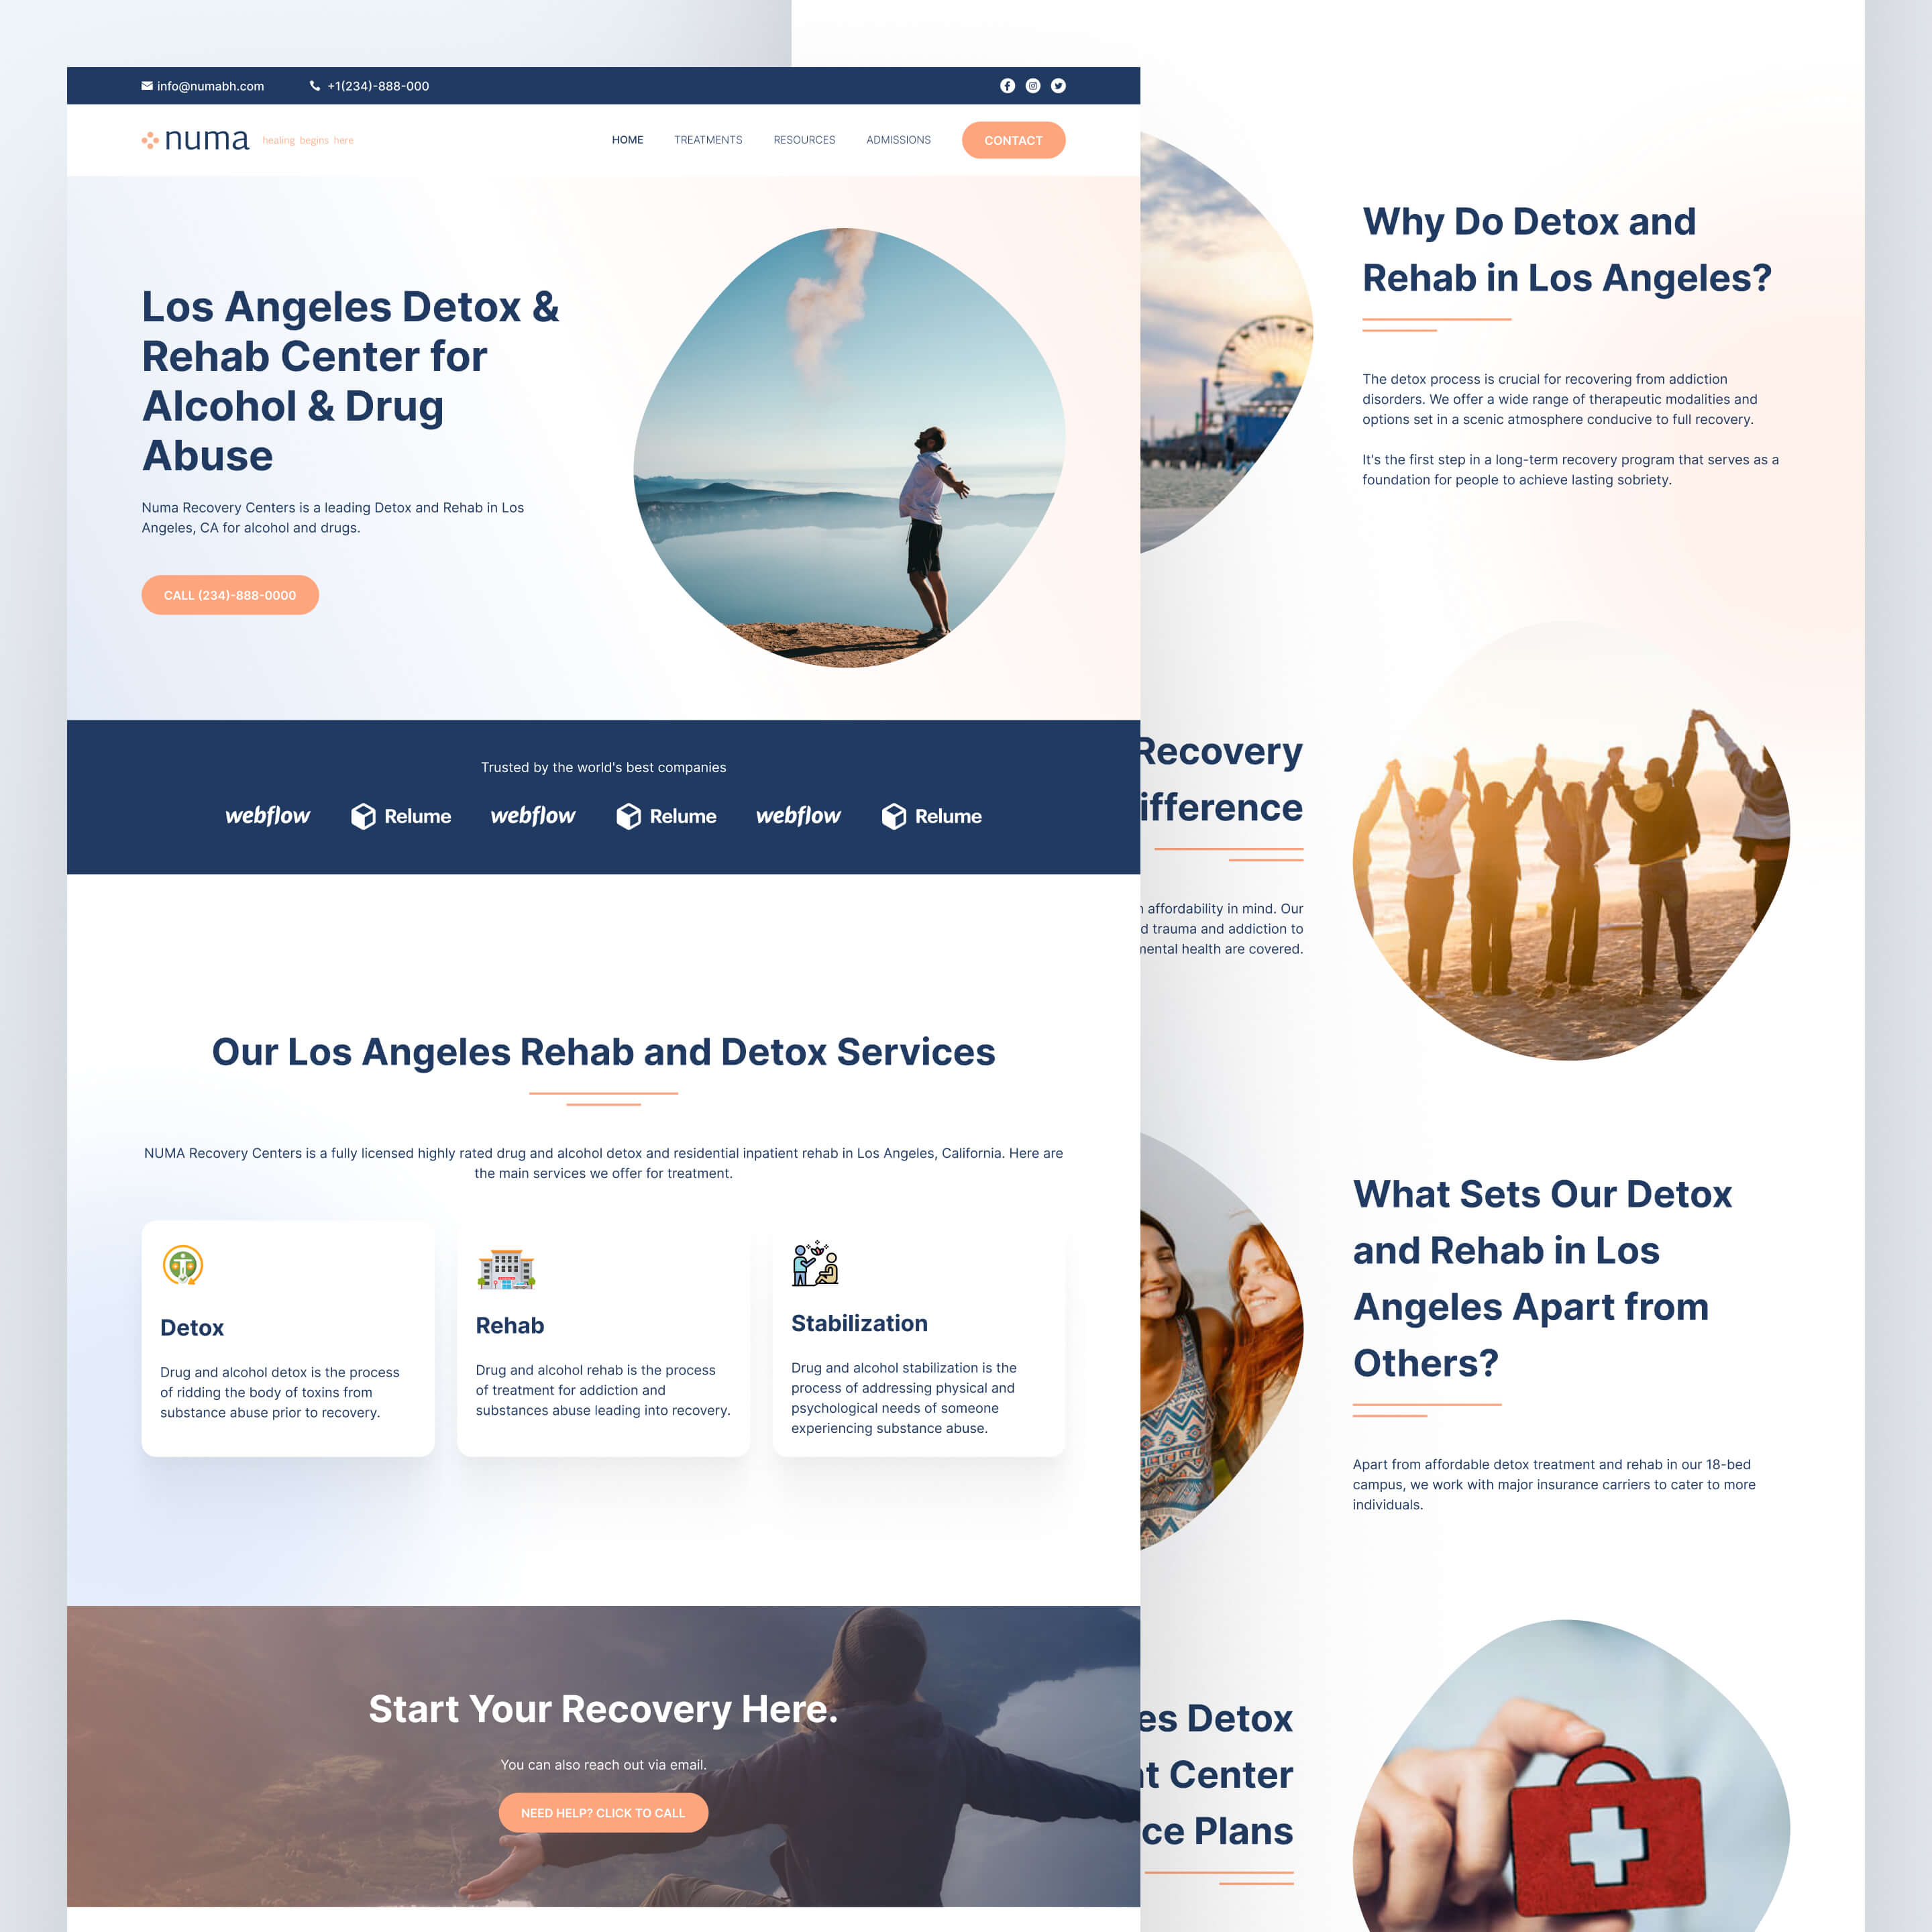 info@numabh.com
+1(234)-888-000
numa
healing begins here
HOME
TREATMENTS
RESOURCES
ADMISSIONS
CONTACT
Los Angeles Detox &
Rehab Center for
Alcohol & Drug
Abuse
Numa Recovery Centers is a leading Detox and Rehab in Los
Angeles, CA for alcohol and drugs.
CALL (234)-888-0000
Trusted by the world's best companies
webflow
Relume
webflow
Relume
webflow
Relume
Our Los Angeles Rehab and Detox Services
NUMA Recovery Centers is a fully licensed highly rated drug and alcohol detox and residential inpatient rehab in Los Angeles, California. Here are
the main services we offer for treatment.
Detox
Drug and alcohol detox is the process
of ridding the body of toxins from
substance abuse prior to recovery.
Rehab
Drug and alcohol rehab is the process
of treatment for addiction and
substances abuse leading into recovery.
Stabilization
Drug and alcohol stabilization is the
process of addressing physical and
psychological needs of someone
experiencing substance abuse.
Start Your Recovery Here.
You can also reach out via email.
NEED HELP? CLICK TO CALL
Why Do Detox and
Rehab in Los Angeles?
The detox process is crucial for recovering from addiction
disorders. We offer a wide range of therapeutic modalities and
options set in a scenic atmosphere conducive to full recovery.
It's the first step in a long-term recovery program that serves as a
foundation for people to achieve lasting sobriety.
Recovery
ifference
affordability in mind. Our
d trauma and addiction to
mental health are covered.
What Sets Our Detox
and Rehab in Los
Angeles Apart from
Others?
Apart from affordable detox treatment and rehab in our 18-bed
campus, we work with major insurance carriers to cater to more
individuals.
es Detox
t Center
ce Plans